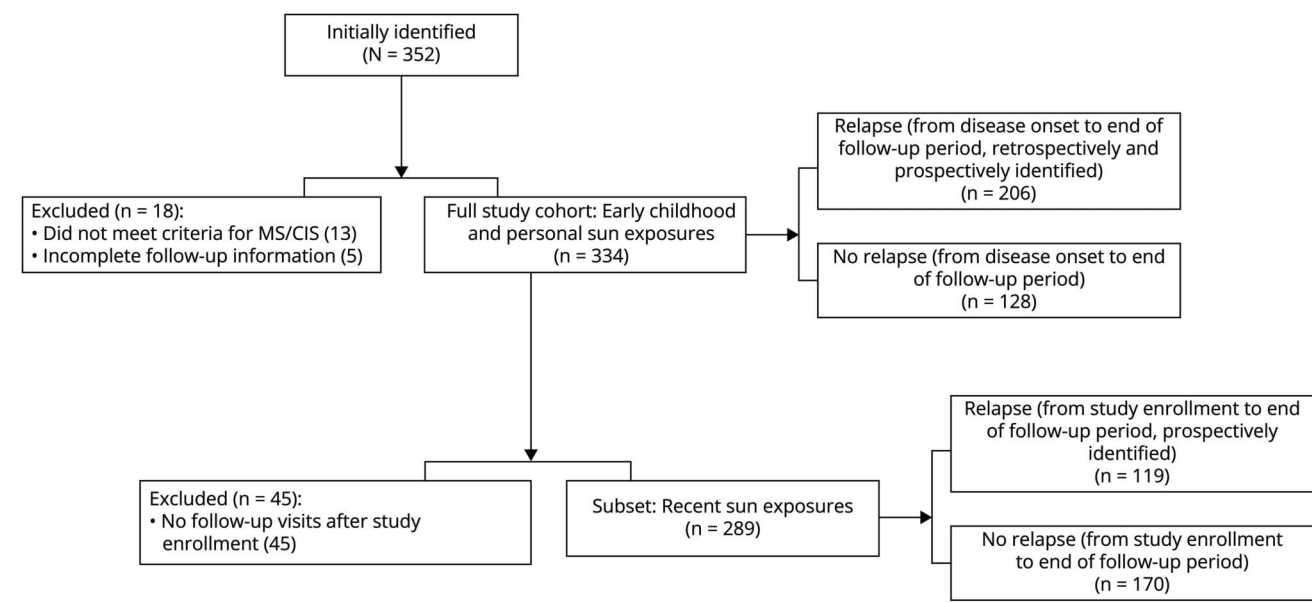 Initially identified
(N = 352)
Relapse (from disease onset to end of
follow-up period, retrospectively and
prospectively identified)
(n = 206)
Excluded (n = 18):
• Did not meet criteria for MS/CIS (13)
• Incomplete follow-up information (5)
Full study cohort: Early childhood
and personal sun exposures
(n = 334)
No relapse (from disease onset to end
of follow-up period)
(n = 128)
Relapse (from study enrollment to end
of follow-up period, prospectively
identified)
(n = 119)
Excluded (n = 45):
• No follow-up visits after study
enrollment (45)
Subset: Recent sun exposures
(n = 289)
No relapse (from study enrollment
to end of follow-up period)
(n = 170)